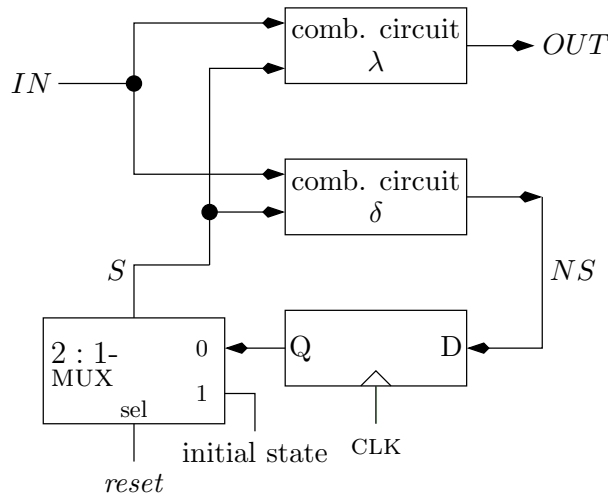 comb. circuit
λ
OUT
IN
comb. circuit
δ
S
NS
2 : 1-
MUX
0
1
sel
Q
D
initial state
CLK
reset